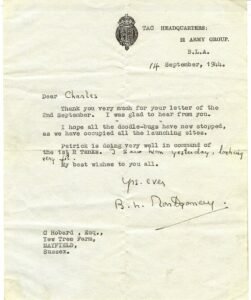 TAC HEADQUARTERS:
21 ARMY GROUP.
B.L.A.
14 September, 1944.
Dear Charles
Thank you very much for your letter of the
2nd September. I was glad to hear from you.
I hope all the doodle-bugs have now stopped,
as we have occupied all the launching sites.
Patrick is doing very well in command of
the 1st R Tanks. I saw him yesterday; looking
very fit.
My best wishes to you all.
Yrs. ever
B. L. Montgomery.
C Hobard, Esq.,
Yew Tree Farm,
MAYFIELD,
Sussex.